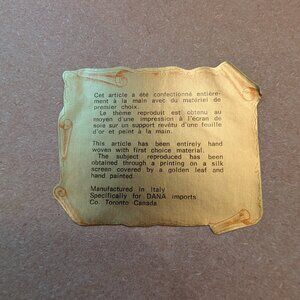 Cet article a été confectionné entière-
ment à la main avec du matériel de
premier choix.
Le thème reproduit est obtenu au
moyen d'une impression à l'écran de
soie sur un support revêtu d'une feuille
d'or et peint à la main.
This article has been entirely hand
woven with first choice material.
The subject reproduced has been
obtained through a printing on a silk
screen covered by a golden leaf and
hand painted.
Manufactured in Italy
Specifically for DANA imports
Co. Toronto Canada